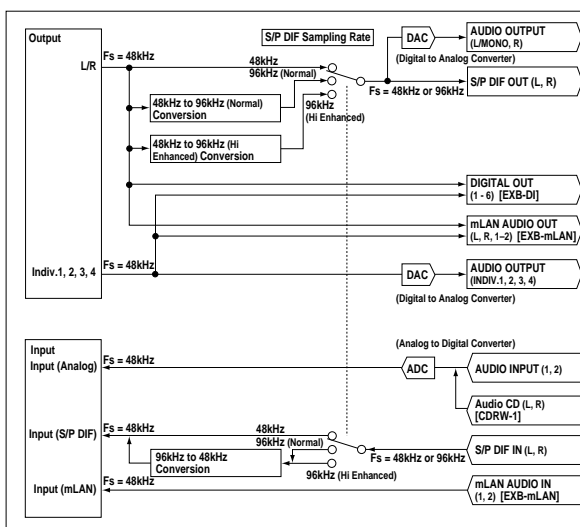 Output
Fs = 48kHz
L/R
S/P DIF Sampling Rate
48kHz
96kHz (Normal)
96kHz
(Hi Enhanced)
DAC
AUDIO OUTPUT
(L/MONO, R)
(Digital to Analog Converter)
S/P DIF OUT (L, R)
Fs = 48kHz or 96kHz
48kHz to 96kHz (Normal)
Conversion
48kHz to 96kHz (Hi
Enhanced) Conversion
DIGITAL OUT
(1 - 6) [EXB-DI]
mLAN AUDIO OUT
(L, R, 1–2) [EXB-mLAN]
Indiv.1, 2, 3, 4
Fs = 48kHz
DAC
AUDIO OUTPUT
(INDIV.1, 2, 3, 4)
(Digital to Analog Converter)
Input
Input (Analog)
Fs = 48kHz
(Analog to Digital Converter)
ADC
AUDIO INPUT (1, 2)
Audio CD (L, R)
[CDRW-1]
Input (S/P DIF)
Fs = 48kHz
48kHz
96kHz (Normal)
96kHz to 48kHz
Conversion
96kHz (Hi Enhanced)
S/P DIF IN (L, R)
Fs = 48kHz or 96kHz
Input (mLAN)
Fs = 48kHz
mLAN AUDIO IN
(1, 2) [EXB-mLAN]